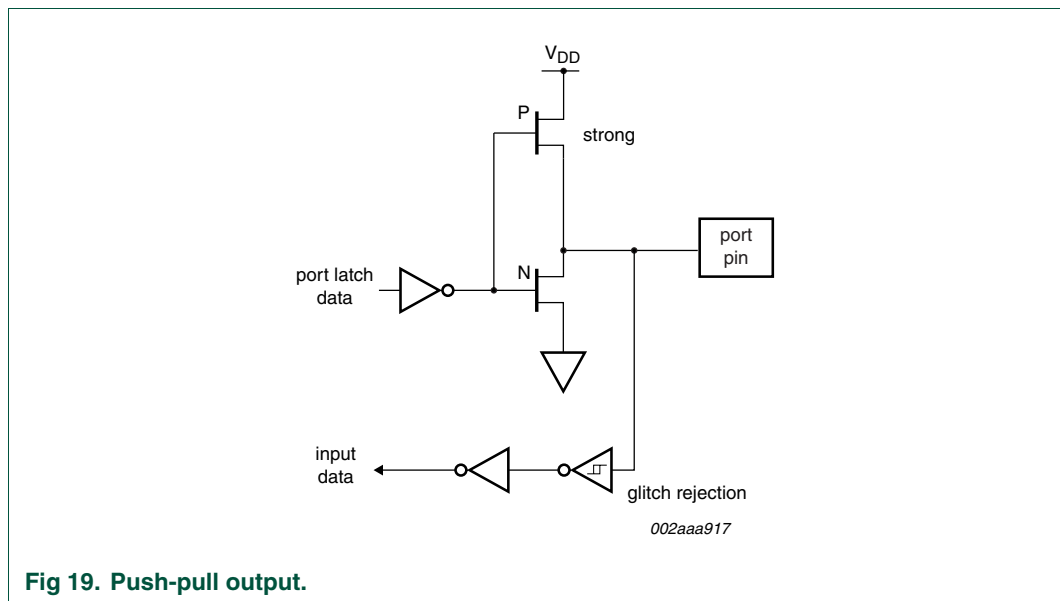 VDD
P
strong
port
pin
N
port latch
data
input
data
glitch rejection
002aaa917
Fig 19. Push-pull output.